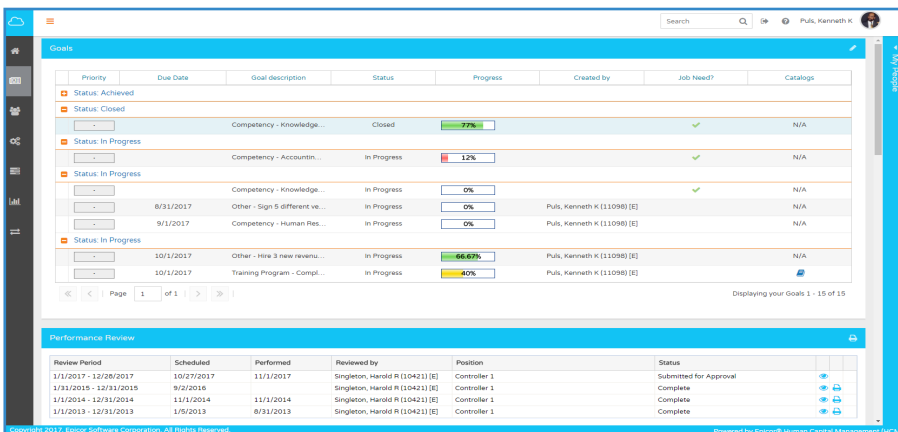 Search Puls, Kenneth K
Goals
My People
Priority Due Date Goal description Status Progress Created by Job Need? Catalogs
Status: Achieved
Status: Closed
- Competency - Knowledge... Closed 77% N/A
Status: In Progress
- Competency - Accountin... In Progress 12% N/A
Status: In Progress
- Competency - Knowledge... In Progress 0% N/A
- 8/31/2017 Other - Sign 5 different ve... In Progress 0% Puls, Kenneth K (11098) [E] N/A
- 9/1/2017 Competency - Human Res... In Progress 0% Puls, Kenneth K (11098) [E] N/A
Status: In Progress
- 10/1/2017 Other - Hire 3 new revenu... In Progress 66.67% Puls, Kenneth K (11098) [E] N/A
- 10/1/2017 Training Program - Compl... In Progress 40% Puls, Kenneth K (11098) [E]
Page 1 of 1 Displaying your Goals 1 - 15 of 15
Performance Review
Review Period Scheduled Performed Reviewed by Position Status
1/1/2017 - 12/28/2017 10/27/2017 11/1/2017 Singleton, Harold R (10421) [E] Controller 1 Submitted for Approval
1/31/2015 - 12/31/2015 9/2/2016 Singleton, Harold R (10421) [E] Controller 1 Complete
1/1/2014 - 12/31/2014 11/1/2014 11/1/2014 Singleton, Harold R (10421) [E] Controller 1 Complete
1/1/2013 - 12/31/2013 1/5/2013 8/31/2013 Singleton, Harold R (10421) [E] Controller 1 Complete
Copyright 2017, Epicor Software Corporation. All Rights Reserved. Powered by Epicor® Human Capital Management (HCM